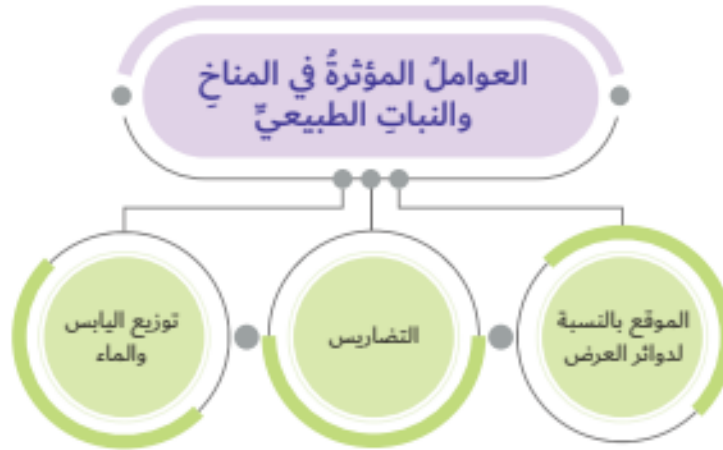 العواملُ المؤثرةُ في المناخِ
والنباتِ الطبيعيِّ
الموقع بالنسبة
لدوائر العرض
التضاريس
توزيع اليابس
والماء